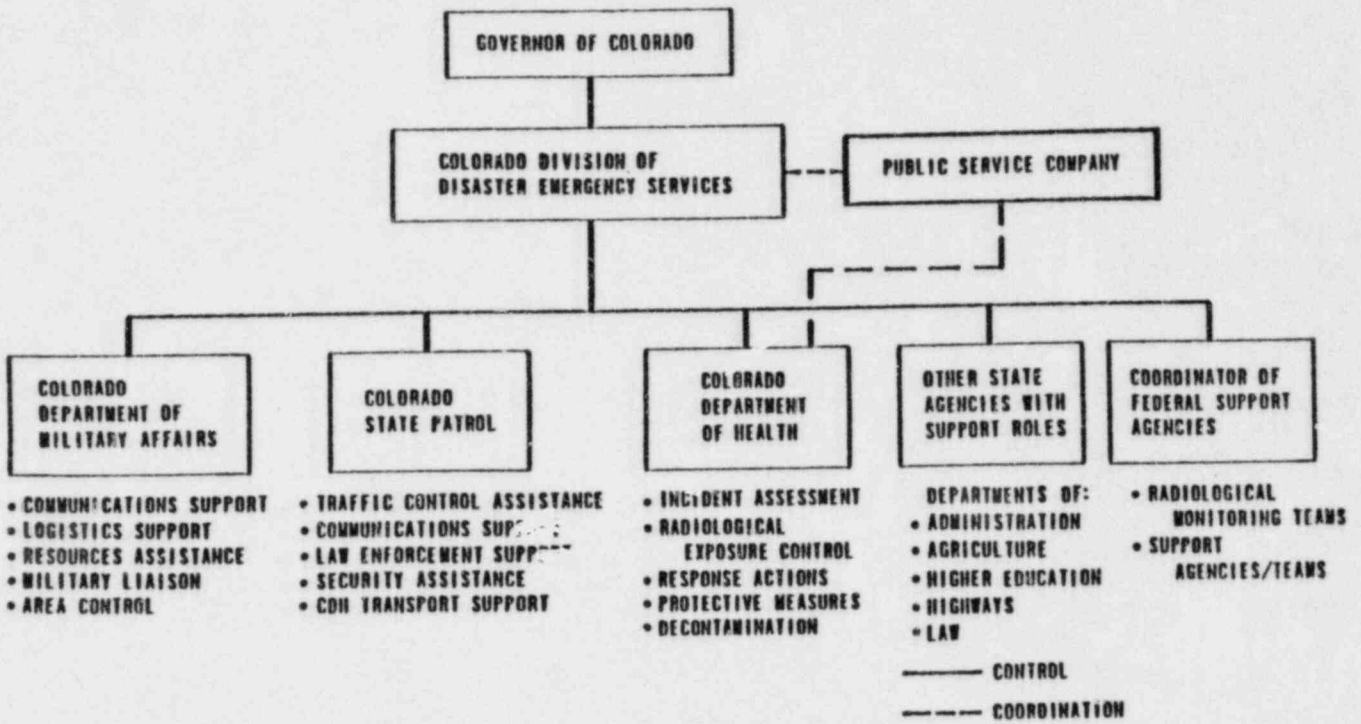 GOVERNOR OF COLORADO
COLORADO DIVISION OF
DISASTER EMERGENCY SERVICES
PUBLIC SERVICE COMPANY
COLORADO
DEPARTMENT OF
MILITARY AFFAIRS
• COMMUNICATIONS SUPPORT
• LOGISTICS SUPPORT
• RESOURCES ASSISTANCE
• MILITARY LIAISON
• AREA CONTROL
COLORADO
STATE PATROL
• TRAFFIC CONTROL ASSISTANCE
• COMMUNICATIONS
• LAW ENFORCEMENT
• SECURITY ASSISTANCE
• CDH TRANSPORT SUPPORT
COLORADO
DEPARTMENT
OF HEALTH
• INCIDENT ASSESSMENT
• RADIOLOGICAL
EXPOSURE CONTROL
• RESPONSE ACTIONS
• PROTECTIVE MEASURES
• DECONTAMINATION
OTHER STATE
AGENCIES WITH
SUPPORT ROLES
DEPARTMENTS OF:
• ADMINISTRATION
• AGRICULTURE
• HIGHER EDUCATION
• HIGHWAYS
• LAW
COORDINATOR OF
FEDERAL SUPPORT
AGENCIES
• RADIOLOGICAL
MONITORING TEAMS
• SUPPORT
AGENCIES/TEAMS
CONTROL
COORDINATION